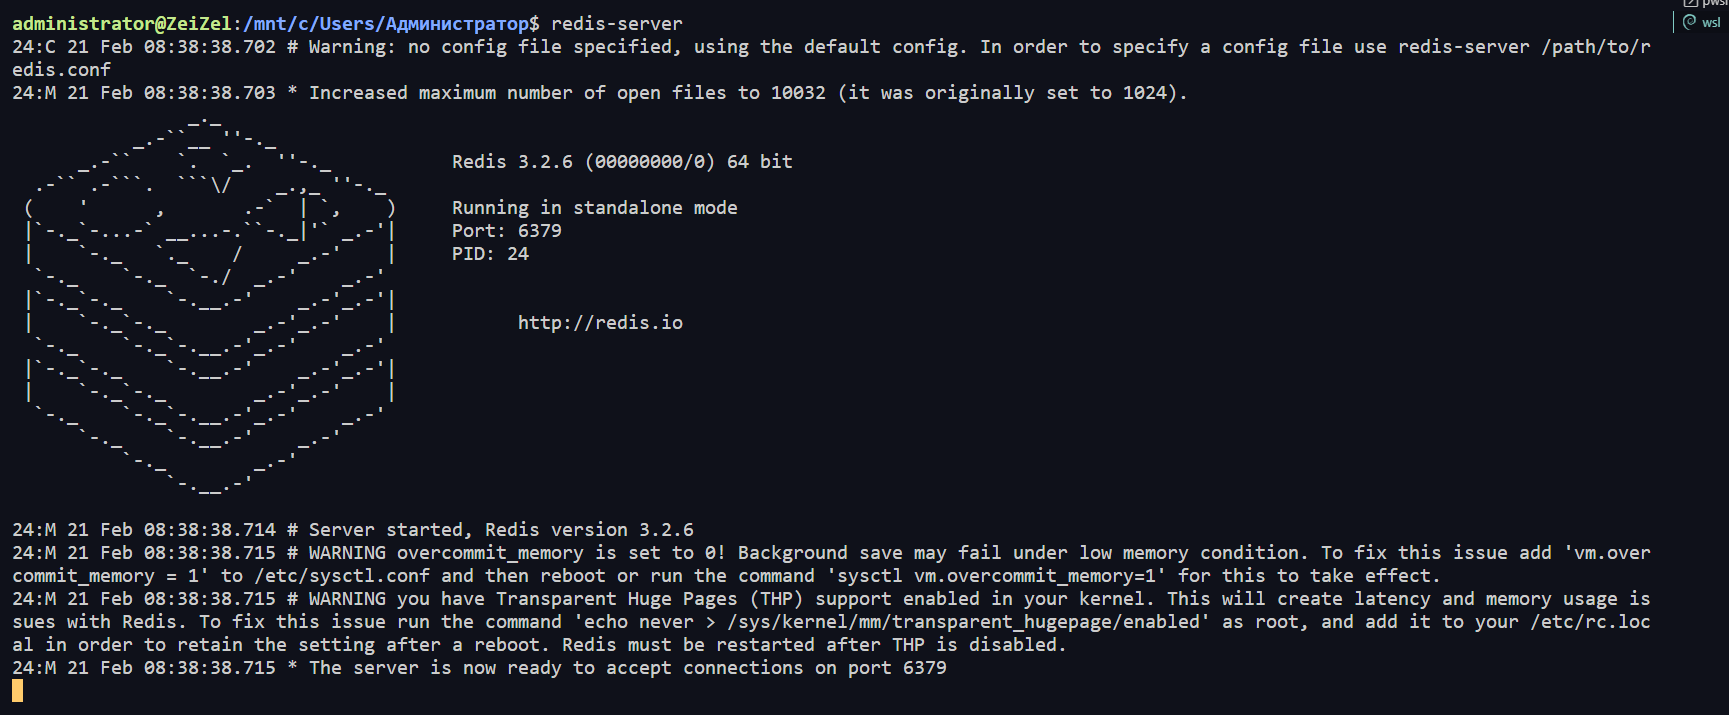 pwsl
wsl
administrator@ZeiZel:/mnt/c/Users/Администратор$ redis-server
24:C 21 Feb 08:38:38.702 # Warning: no config file specified, using the default config. In order to specify a config file use redis-server /path/to/r
edis.conf
24:M 21 Feb 08:38:38.703 * Increased maximum number of open files to 10032 (it was originally set to 1024).
Redis 3.2.6 (00000000/0) 64 bit
Running in standalone mode
Port: 6379
PID: 24
http://redis.io
24:M 21 Feb 08:38:38.714 # Server started, Redis version 3.2.6
24:M 21 Feb 08:38:38.715 # WARNING overcommit_memory is set to 0! Background save may fail under low memory condition. To fix this issue add 'vm.over
commit_memory = 1' to /etc/sysctl.conf and then reboot or run the command 'sysctl vm.overcommit_memory=1' for this to take effect.
24:M 21 Feb 08:38:38.715 # WARNING you have Transparent Huge Pages (THP) support enabled in your kernel. This will create latency and memory usage is
sues with Redis. To fix this issue run the command 'echo never > /sys/kernel/mm/transparent_hugepage/enabled' as root, and add it to your /etc/rc.loc
al in order to retain the setting after a reboot. Redis must be restarted after THP is disabled.
24:M 21 Feb 08:38:38.715 * The server is now ready to accept connections on port 6379